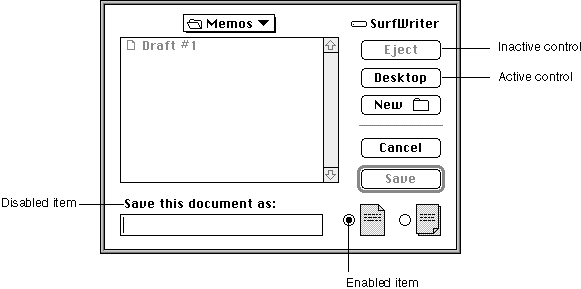 Memos
SurfWriter
Draft #1
Eject
Inactive control
Desktop
Active control
New
Cancel
Save
Disabled item
Save this document as:
Enabled item